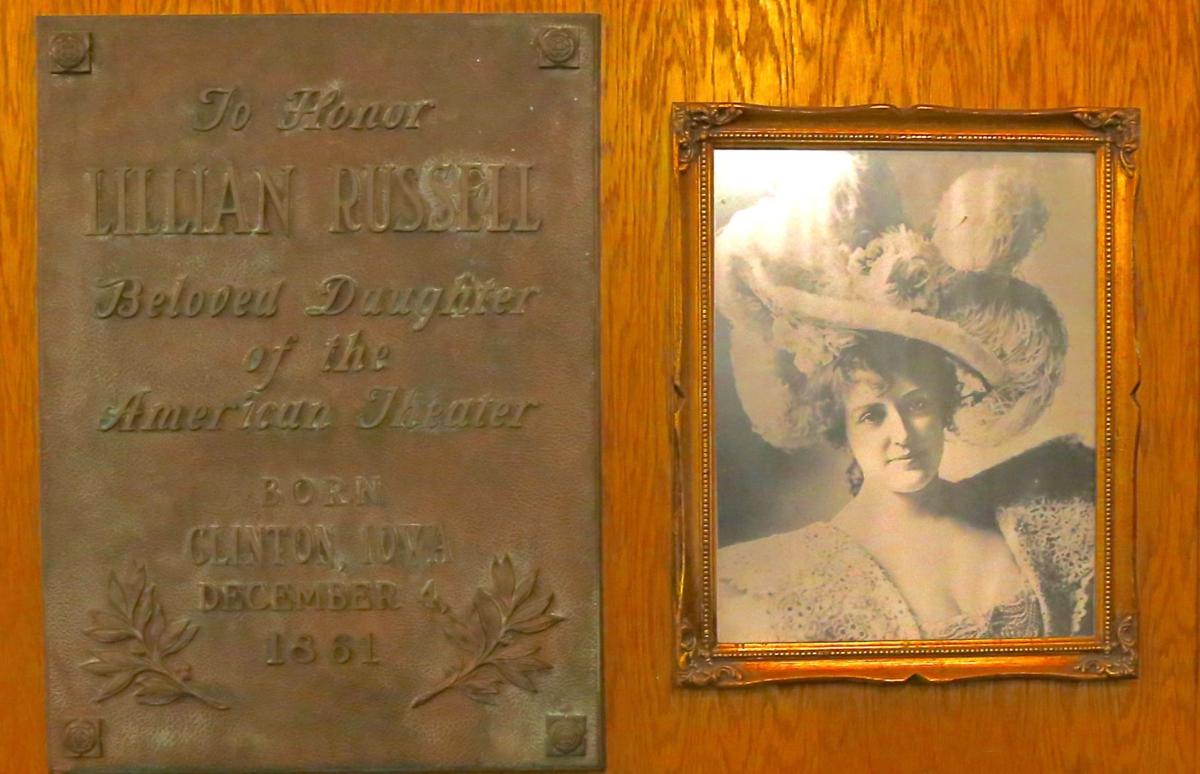 To Honor
LILLIAN RUSSELL
Beloved Daughter
of the
American Theater
BORN
CLINTON, IOWA
DECEMBER 4,
1861